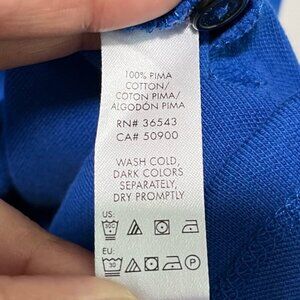 100% PIMA
COTTON/
COTON PIMA/
ALGODÓN PIMA
RN# 36543
CA# 50900
WASH COLD,
DARK COLORS
SEPARATELY,
DRY PROMPTLY
US:
EU:
30
P